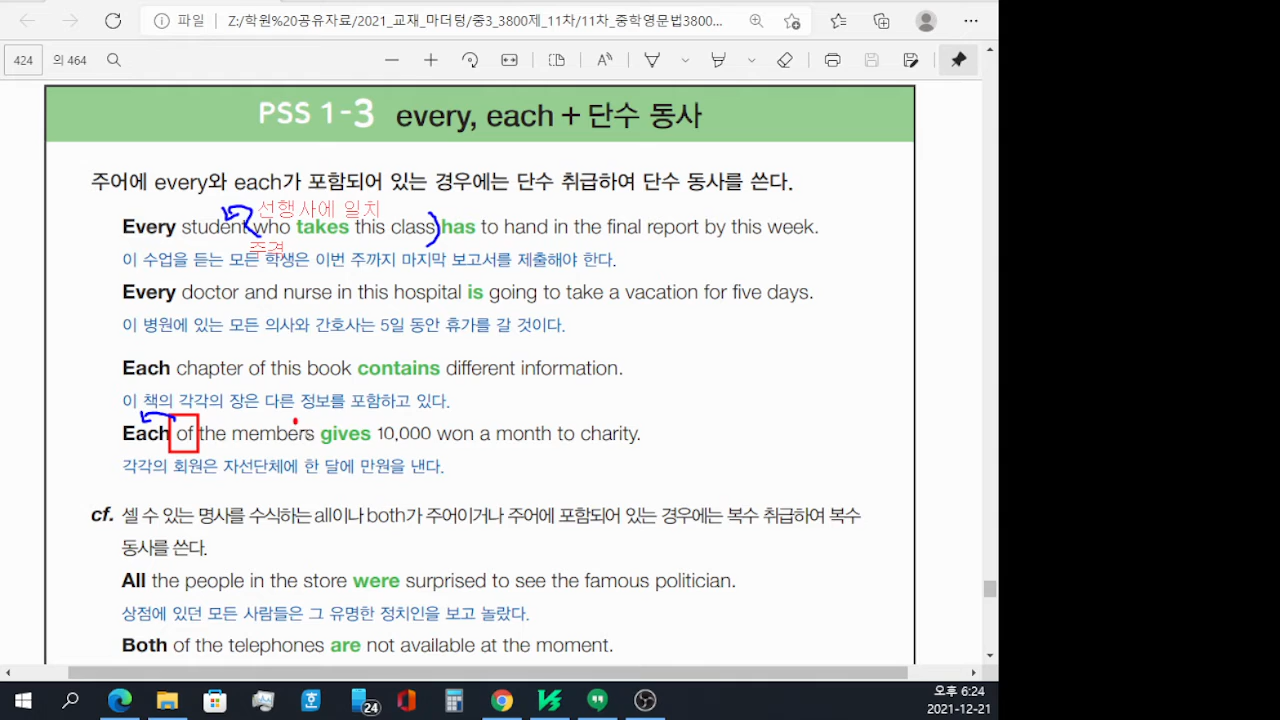 파일 Z:/학원%20공유자료/2021_교재_마더텅/중3_3800제_11차/11차_중학영문법3800...
424 의 464
PSS 1-3 every, each + 단수 동사
주어에 every와 each가 포함되어 있는 경우에는 단수 취급하여 단수 동사를 쓴다.
선행사에 일치
Every student who takes this class) has to hand in the final report by this week.
주격
이 수업을 듣는 모든 학생은 이번 주까지 마지막 보고서를 제출해야 한다.
Every doctor and nurse in this hospital is going to take a vacation for five days.
이 병원에 있는 모든 의사와 간호사는 5일 동안 휴가를 갈 것이다.
Each chapter of this book contains different information.
이 책의 각각의 장은 다른 정보를 포함하고 있다.
Each of the members gives 10,000 won a month to charity.
각각의 회원은 자선단체에 한 달에 만원을 낸다.
cf. 셀 수 있는 명사를 수식하는 all이나 both가 주어이거나 주어에 포함되어 있는 경우에는 복수 취급하여 복수
동사를 쓴다.
All the people in the store were surprised to see the famous politician.
상점에 있던 모든 사람들은 그 유명한 정치인을 보고 놀랐다.
Both of the telephones are not available at the moment.
24
오후 6:24
2021-12-21